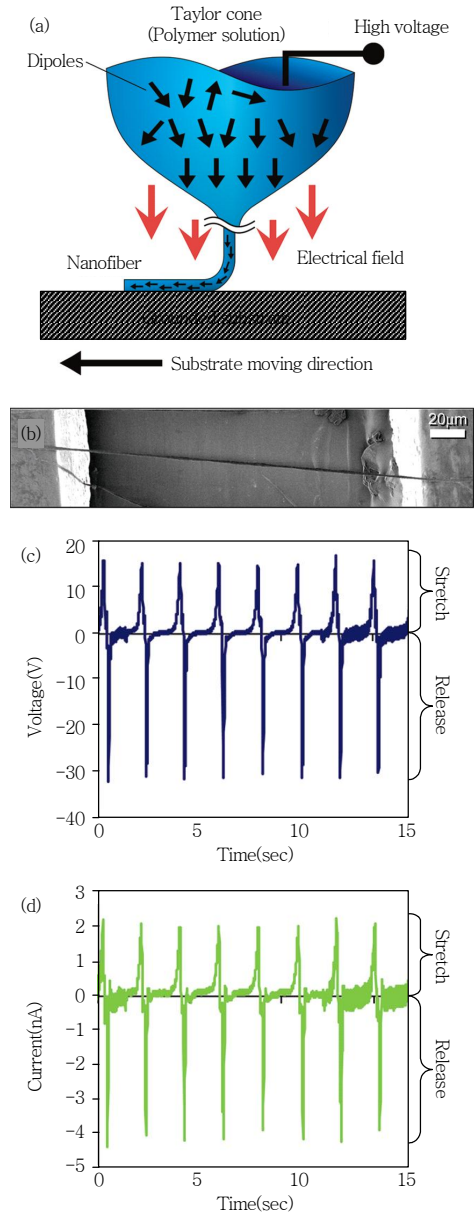 (a)
Taylor cone
(Polymer solution)
High voltage
Dipoles
Nanofiber
Electrical field
Substrate moving direction
(b)
20μm
(c)
20
10
0
-10
-20
-30
-40
Voltage(V)
0
5
10
15
Time(sec)
Stretch
Release
(d)
3
2
1
0
-1
-2
-3
-4
-5
Current(nA)
0
5
10
15
Time(sec)
Stretch
Release